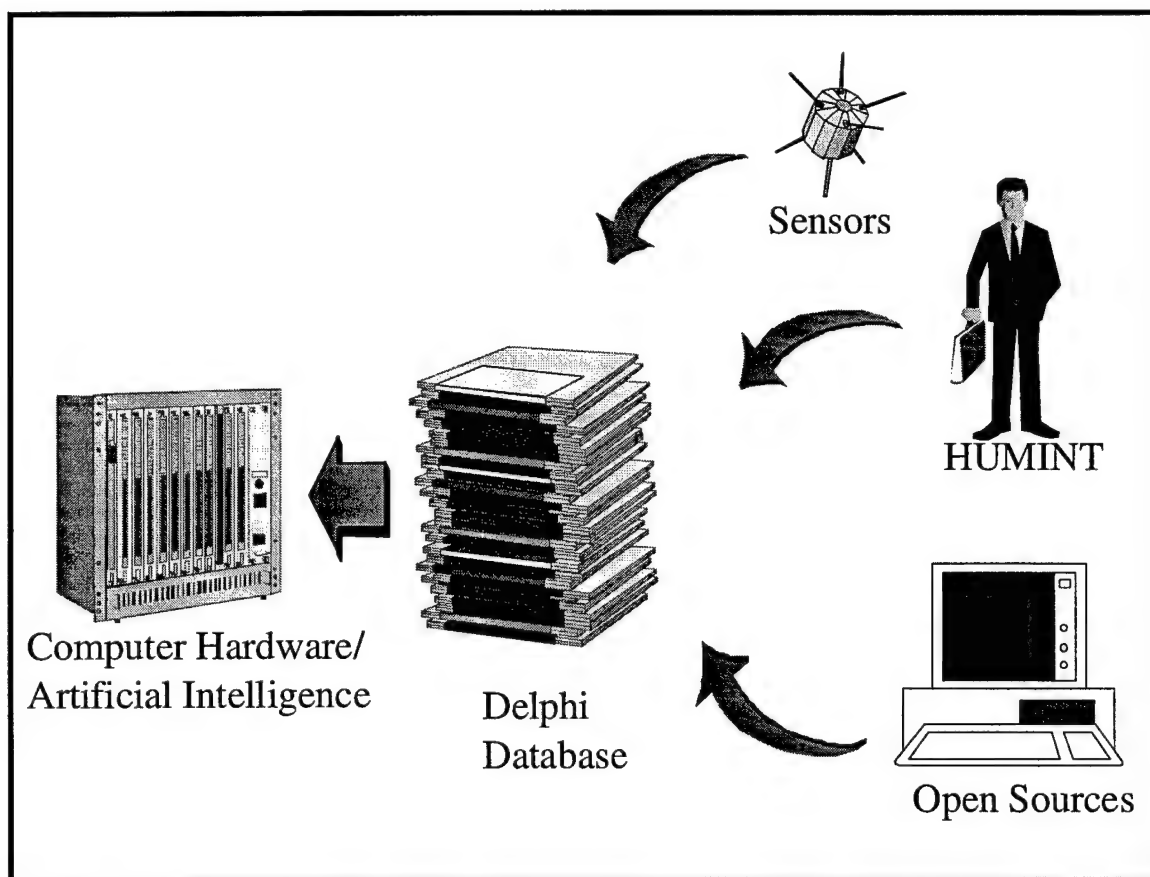 Sensors
HUMINT
Computer Hardware/
Artificial Intelligence
Delphi
Database
Open Sources